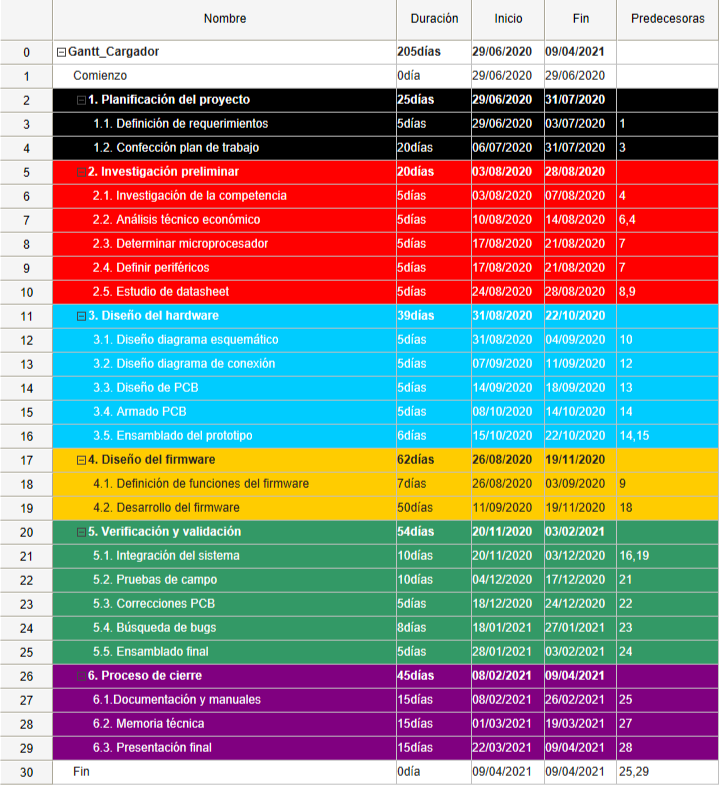 Nombre Duración Inicio Fin Predecesoras
0 Gantt_Cargador 205días 29/06/2020 09/04/2021
1 Comienzo 0día 29/06/2020 29/06/2020
2 1. Planificación del proyecto 25días 29/06/2020 31/07/2020
3 1.1. Definición de requerimientos 5días 29/06/2020 03/07/2020 1
4 1.2. Confección plan de trabajo 20días 06/07/2020 31/07/2020 3
5 2. Investigación preliminar 20días 03/08/2020 28/08/2020
6 2.1. Investigación de la competencia 5días 03/08/2020 07/08/2020 4
7 2.2. Análisis técnico económico 5días 10/08/2020 14/08/2020 6,4
8 2.3. Determinar microprocesador 5días 17/08/2020 21/08/2020 7
9 2.4. Definir periféricos 5días 17/08/2020 21/08/2020 7
10 2.5. Estudio de datasheet 5días 24/08/2020 28/08/2020 8,9
11 3. Diseño del hardware 39días 31/08/2020 22/10/2020
12 3.1. Diseño diagrama esquemático 5días 31/08/2020 04/09/2020 10
13 3.2. Diseño diagrama de conexión 5días 07/09/2020 11/09/2020 12
14 3.3. Diseño de PCB 5días 14/09/2020 18/09/2020 13
15 3.4. Armado PCB 5días 08/10/2020 14/10/2020 14
16 3.5. Ensamblado del prototipo 6días 15/10/2020 22/10/2020 14,15
17 4. Diseño del firmware 62días 26/08/2020 19/11/2020
18 4.1. Definición de funciones del firmware 7días 26/08/2020 03/09/2020 9
19 4.2. Desarrollo del firmware 50días 11/09/2020 19/11/2020 18
20 5. Verificación y validación 54días 20/11/2020 03/02/2021
21 5.1. Integración del sistema 10días 20/11/2020 03/12/2020 16,19
22 5.2. Pruebas de campo 10días 04/12/2020 17/12/2020 21
23 5.3. Correcciones PCB 5días 18/12/2020 24/12/2020 22
24 5.4. Búsqueda de bugs 8días 18/01/2021 27/01/2021 23
25 5.5. Ensamblado final 5días 28/01/2021 03/02/2021 24
26 6. Proceso de cierre 45días 08/02/2021 09/04/2021
27 6.1.Documentación y manuales 15días 08/02/2021 26/02/2021 25
28 6.2. Memoria técnica 15días 01/03/2021 19/03/2021 27
29 6.3. Presentación final 15días 22/03/2021 09/04/2021 28
30 Fin 0día 09/04/2021 09/04/2021 25,29